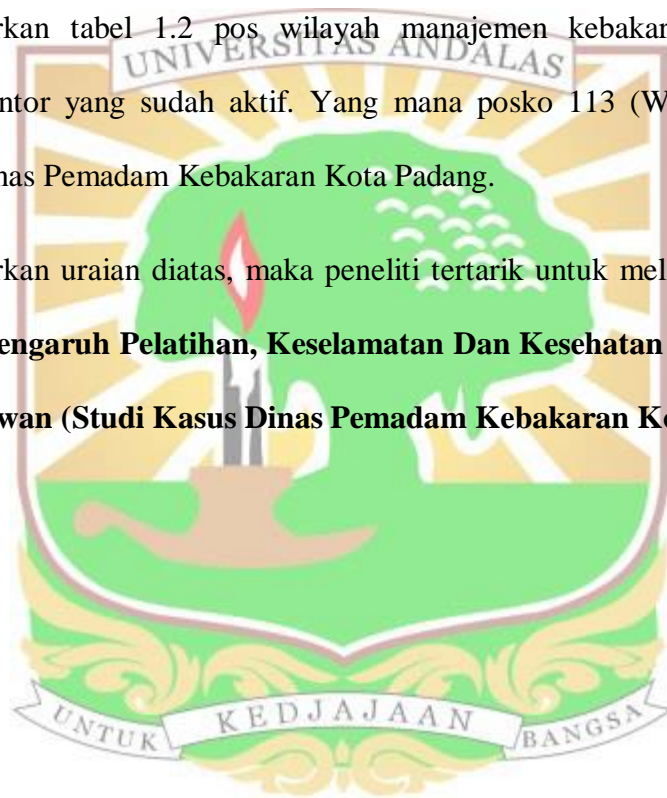 rkan tabel 1.2 pos wilayah manajemen kebakar
UNIVERSITAS ANDALAS
ntor yang sudah aktif. Yang mana posko 113 (W
nas Pemadam Kebakaran Kota Padang.
rkan uraian diatas, maka peneliti tertarik untuk mel
engaruh Pelatihan, Keselamatan Dan Kesehatan
wan (Studi Kasus Dinas Pemadam Kebakaran Ko
UNTUK KEDJAJAAN BANGSA